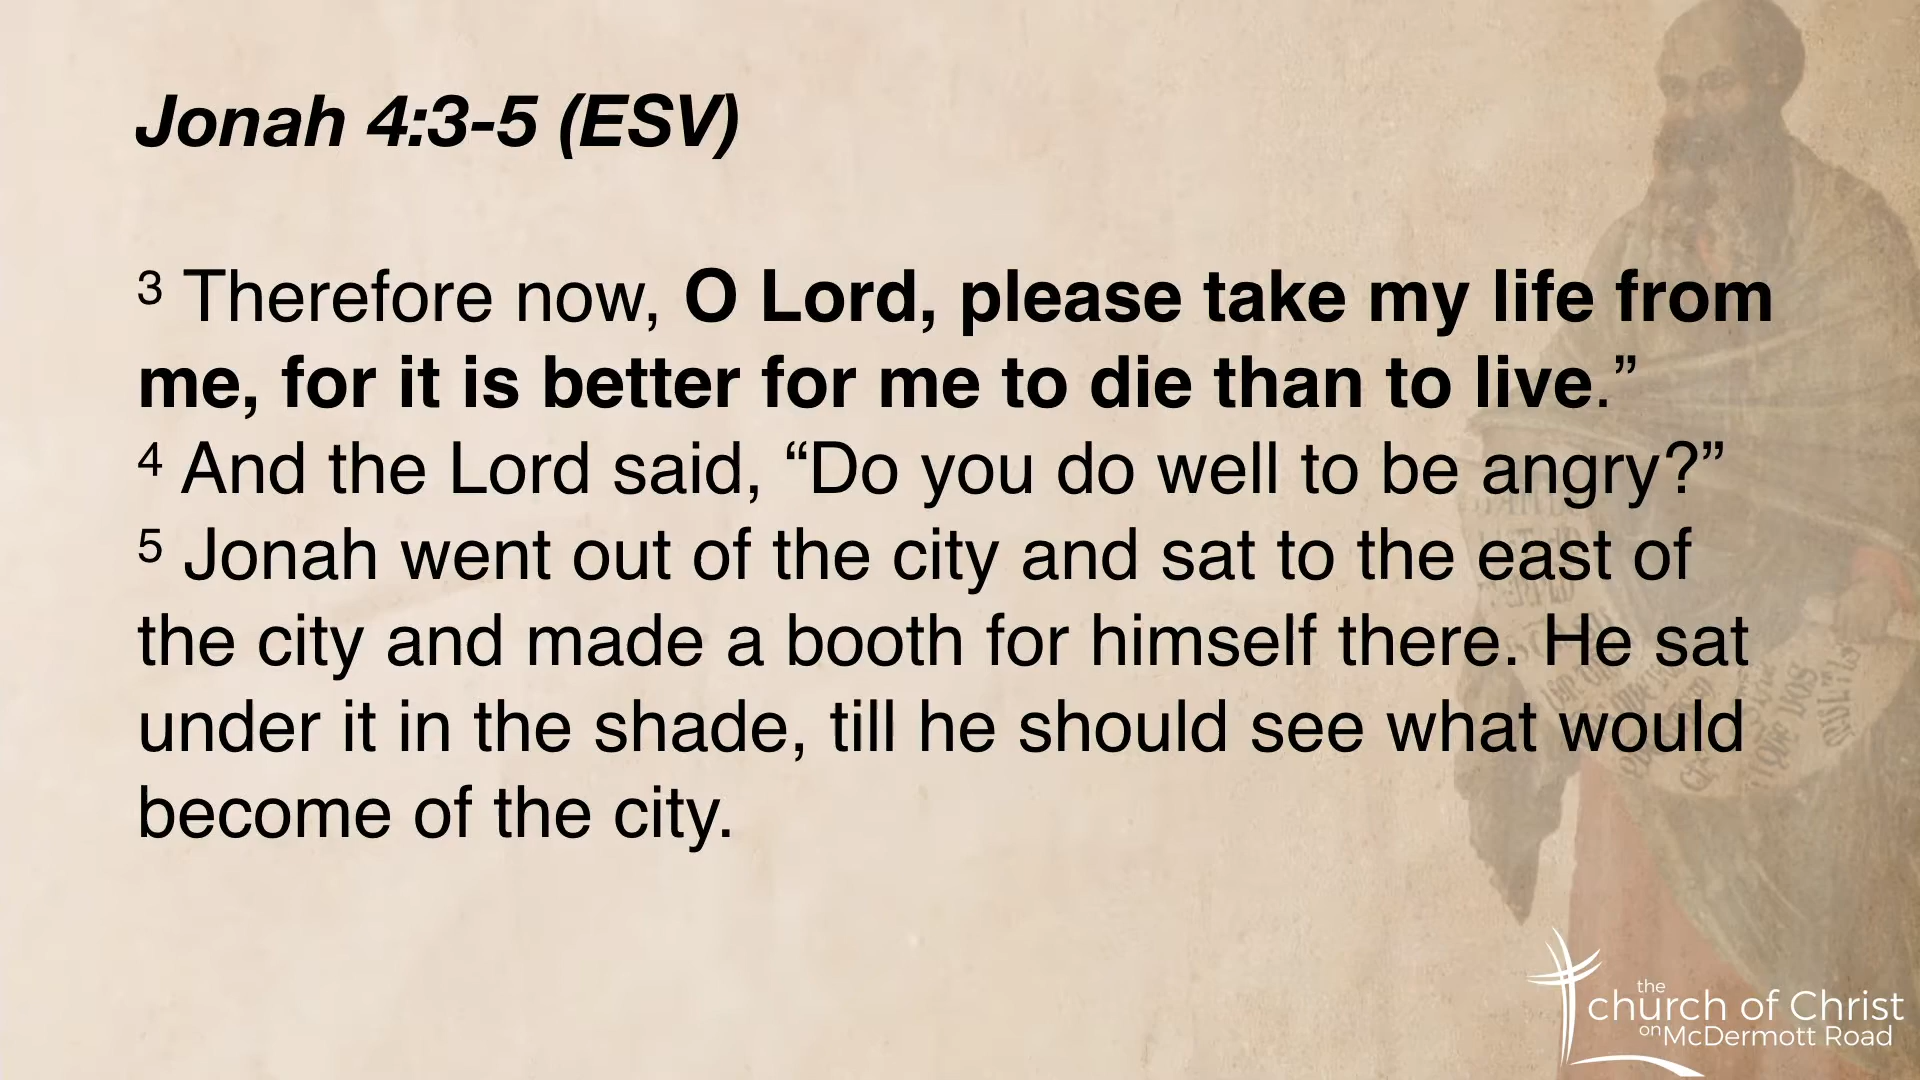 Jonah 4:3-5 (ESV)
3 Therefore now, O Lord, please take my life from
me, for it is better for me to die than to live.”
4 And the Lord said, “Do you do well to be angry?”
5 Jonah went out of the city and sat to the east of
the city and made a booth for himself there. He sat
under it in the shade, till he should see what would
become of the city.
the
church of Christ
on McDermott Road